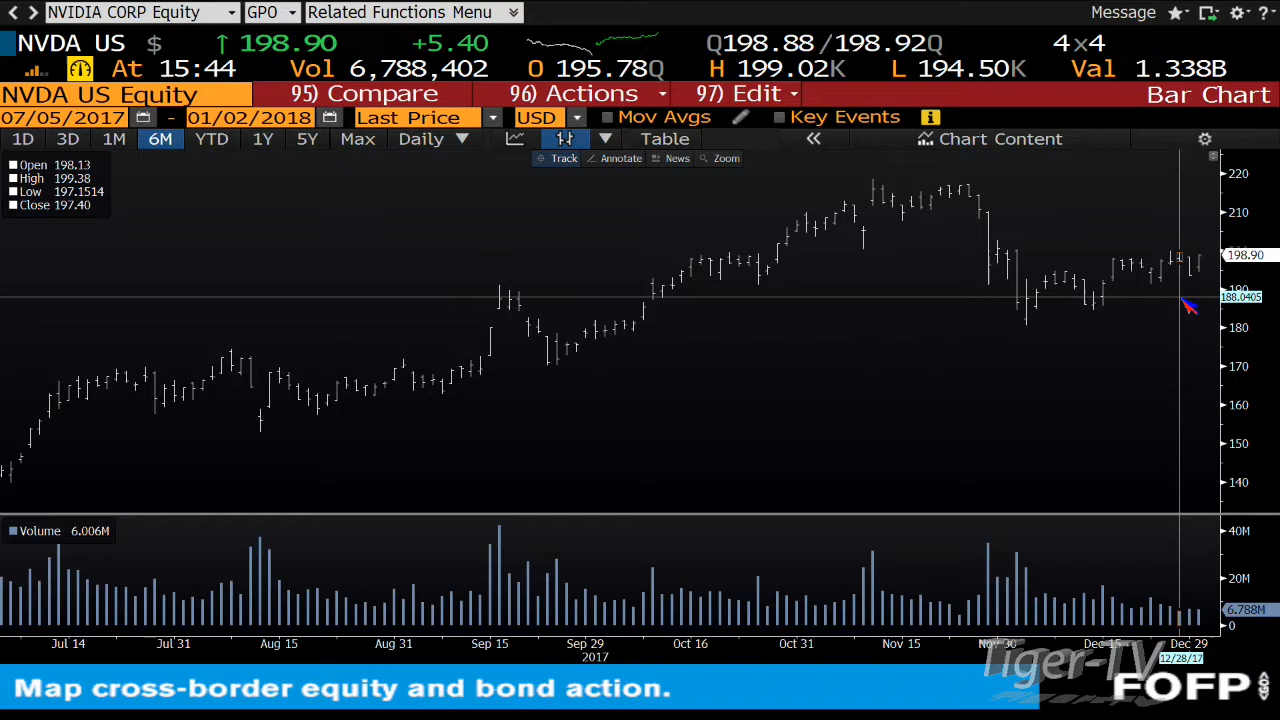 NVIDIA CORP Equity GPO Related Functions Menu Message ?
NVDA US $ ↑ 198.90 +5.40 Q198.88 /198.92Q 4x4
At 15:44 Vol 6,788,402 O 195.78Q H 199.02K L 194.50K Val 1.338B
NVDA US Equity 95) Compare 96) Actions 97) Edit Bar Chart
07/05/2017 - 01/02/2018 Last Price USD Mov Avgs Key Events i
1D 3D 1M 6M YTD 1Y 5Y Max Daily ▼ Table « Chart Content
Track Annotate News Zoom
Open 198.13
High 199.38
Low 197.1514
Close 197.40
220
210
198.90
190
188.0405
180
170
160
150
140
Volume 6.006M
40M
20M
6.788M
0
Jul 14 Jul 31 Aug 15 Aug 31 Sep 15 Sep 29 Oct 16 Oct 31 Nov 15 Nov 30 Dec 15 Dec 29
2017
12/28/17
Tiger-TV
Map cross-border equity and bond action.
FOFP <GO>